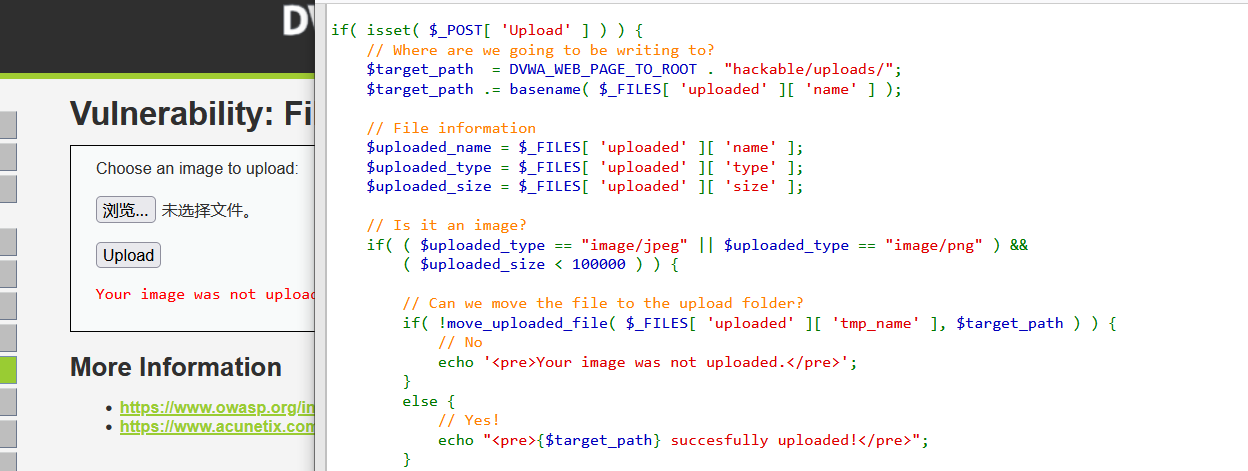 DV
Vulnerability: Fi
Choose an image to upload:
浏览... 未选择文件。
Upload
Your image was not uploa
More Information
https://www.owasp.org/in
https://www.acunetix.com
if( isset( $_POST[ 'Upload' ] ) ) {
// Where are we going to be writing to?
$target_path  = DVWA_WEB_PAGE_TO_ROOT . "hackable/uploads/";
$target_path .= basename( $_FILES[ 'uploaded' ][ 'name' ] );
// File information
$uploaded_name = $_FILES[ 'uploaded' ][ 'name' ];
$uploaded_type = $_FILES[ 'uploaded' ][ 'type' ];
$uploaded_size = $_FILES[ 'uploaded' ][ 'size' ];
// Is it an image?
if( ( $uploaded_type == "image/jpeg" || $uploaded_type == "image/png" ) &&
( $uploaded_size < 100000 ) ) {
// Can we move the file to the upload folder?
if( !move_uploaded_file( $_FILES[ 'uploaded' ][ 'tmp_name' ], $target_path ) ) {
// No
echo '<pre>Your image was not uploaded.</pre>';
}
else {
// Yes!
echo "<pre>{$target_path} succesfully uploaded!</pre>";
}